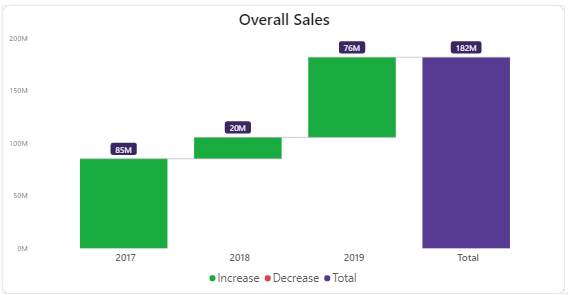 Overall Sales
200M
150M
100M
50M
0M
85M
20M
76M
182M
2017 2018 2019 Total
Increase Decrease Total